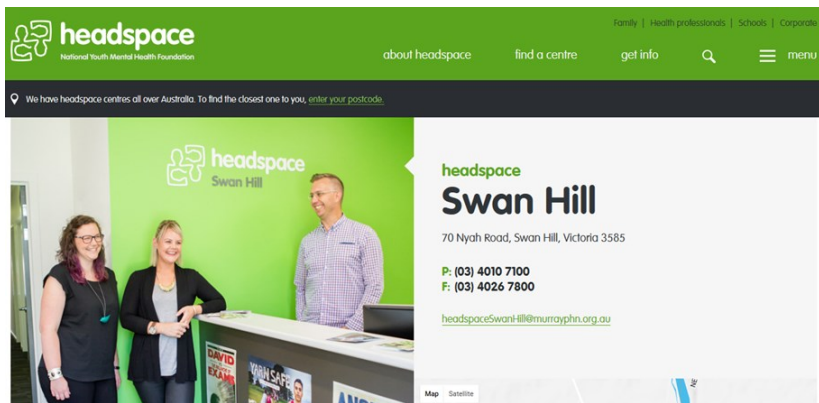 Family | Health professionals | Schools | Corporate
headspace
National Youth Mental Health Foundation
about headspace find a centre get info menu
We have headspace centres all over Australia. To find the closest one to you, enter your postcode.
headspace
Swan Hill
headspace
Swan Hill
70 Nyah Road, Swan Hill, Victoria 3585
P: (03) 4010 7100
F: (03) 4026 7800
headspaceSwanHill@murrayphn.org.au
DAVID
EXAMS
YARN SAFE
Map Satellite